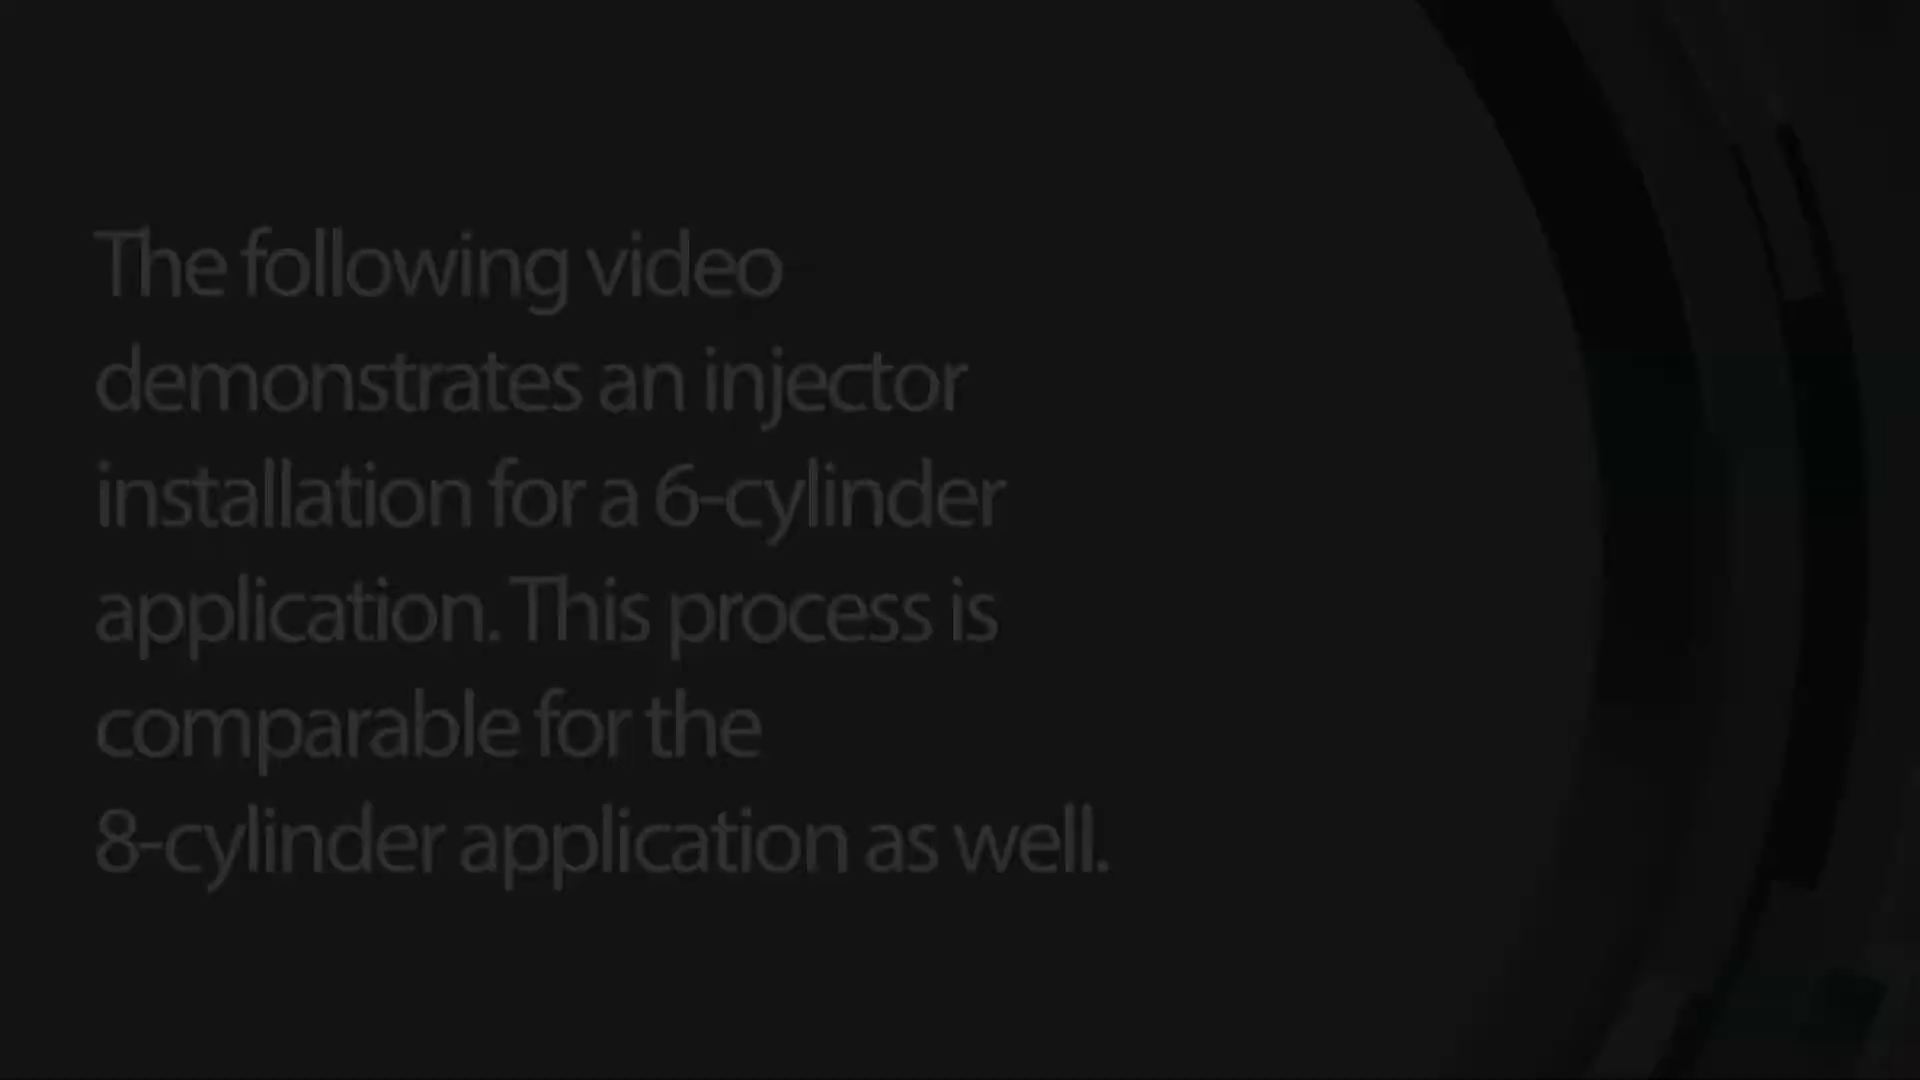 The following video
demonstrates an injector
installation for a 6-cylinder
application. This process is
comparable for the
8-cylinder application as well.